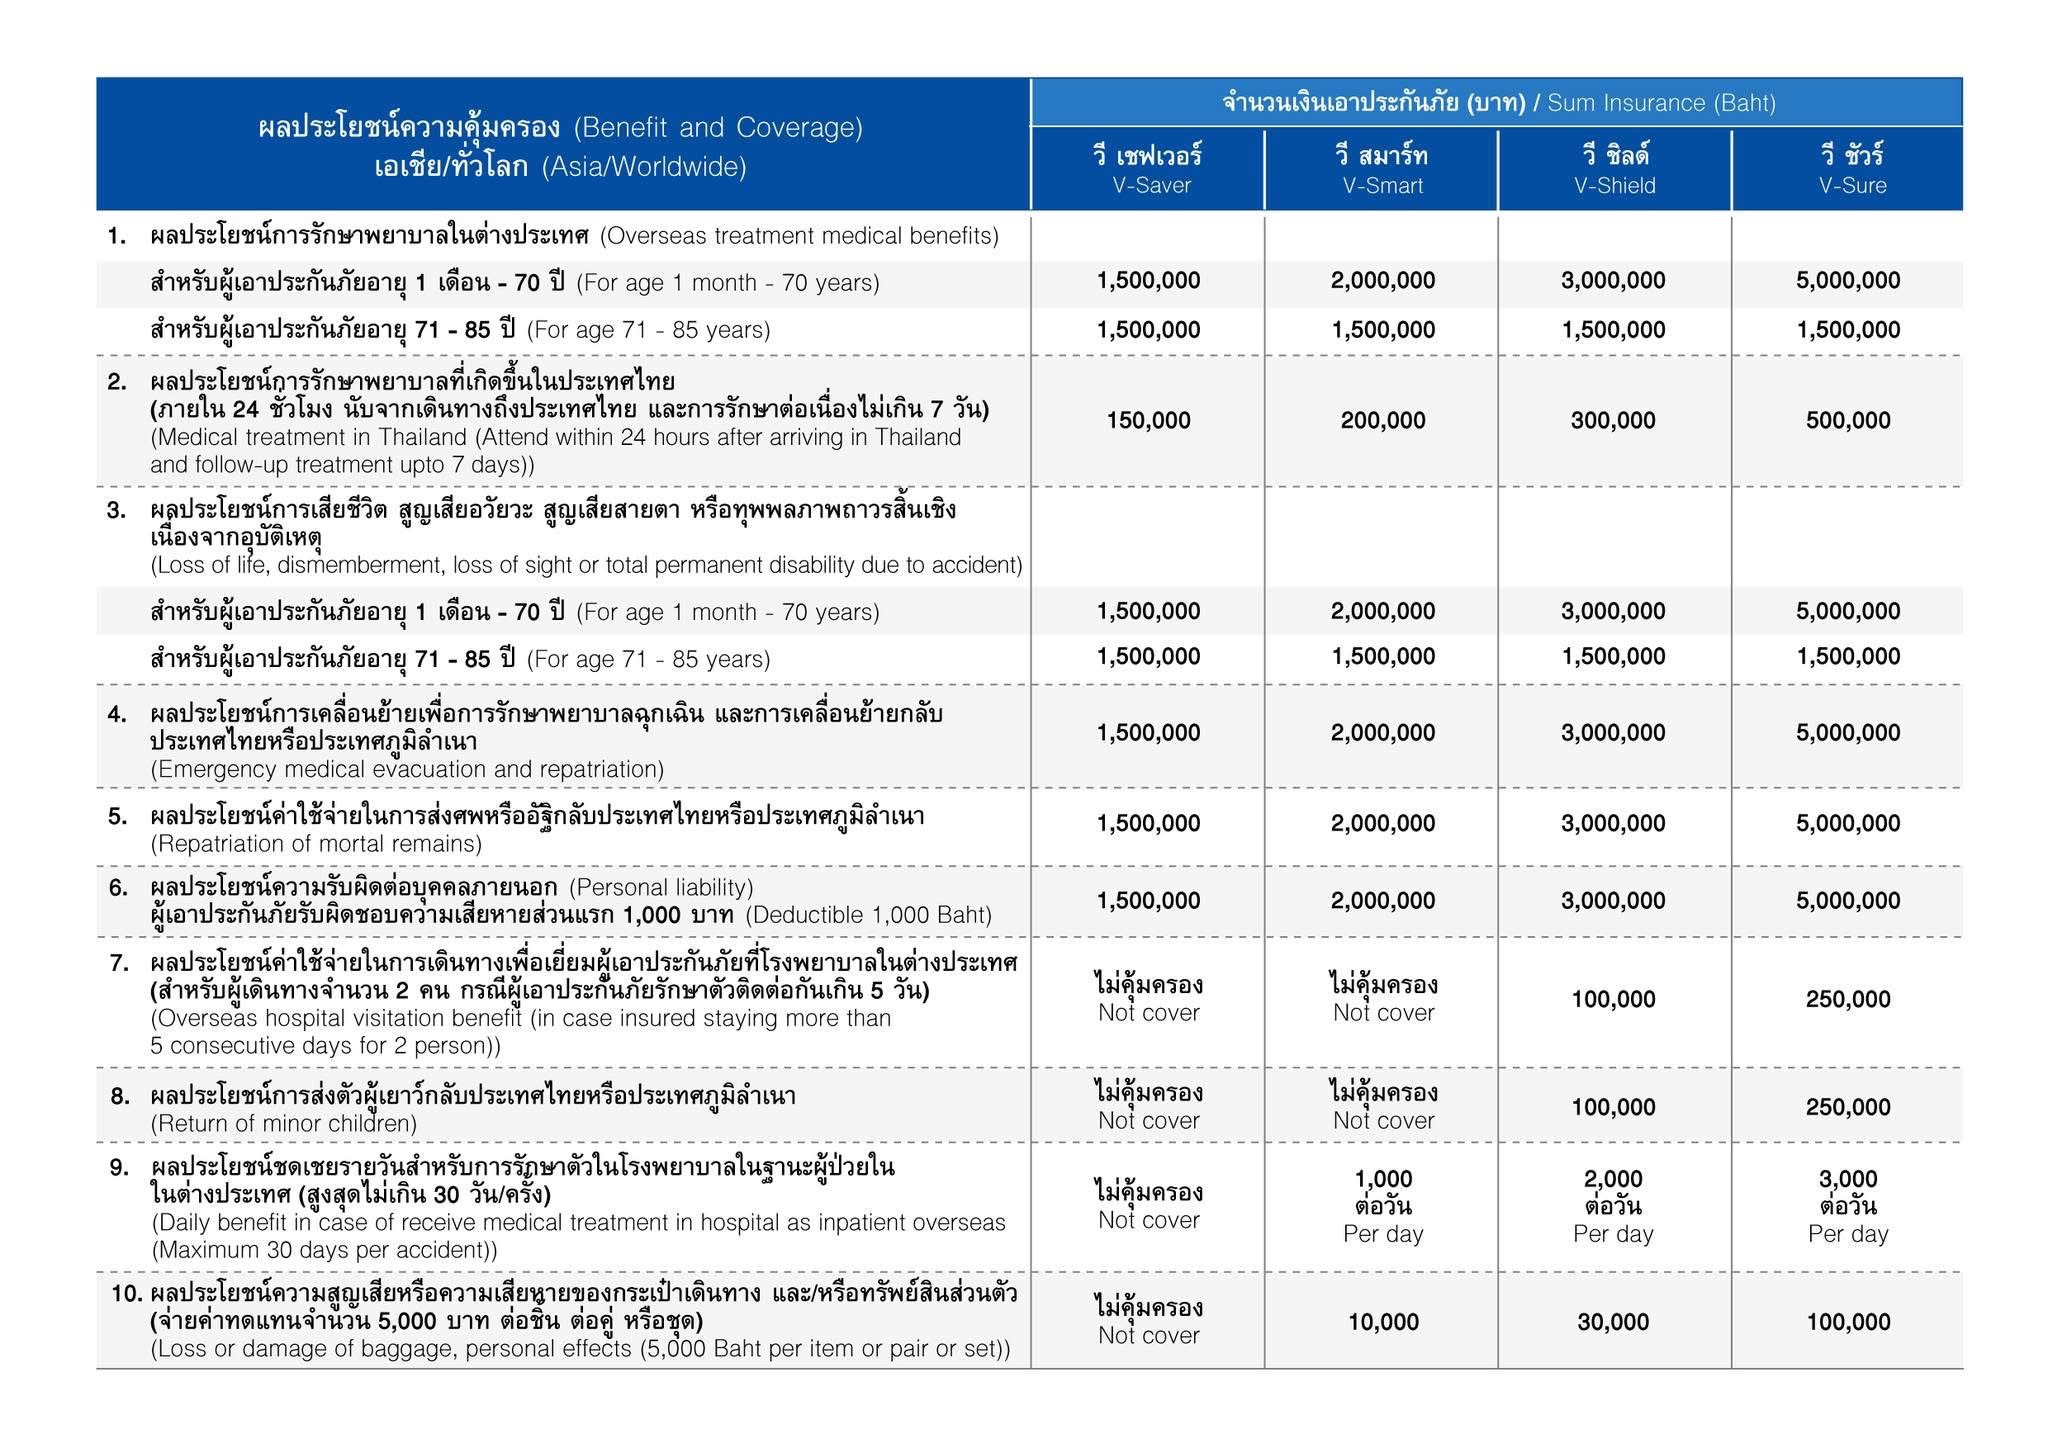 ผลประโยชน์ความคุ้มครอง (Benefit and Coverage)
เอเชีย/ทั่วโลก (Asia/Worldwide)
จำนวนเงินเอาประกันภัย (บาท) / Sum Insurance (Baht)
วี เซฟเวอร์
V-Saver
วี สมาร์ท
V-Smart
วี ชิลด์
V-Shield
วี ชัวร์
V-Sure
1. ผลประโยชน์การรักษาพยาบาลในต่างประเทศ (Overseas treatment medical benefits)
สำหรับผู้เอาประกันภัยอายุ 1 เดือน - 70 ปี (For age 1 month - 70 years) 1,500,000 2,000,000 3,000,000 5,000,000
สำหรับผู้เอาประกันภัยอายุ 71 - 85 ปี (For age 71 - 85 years) 1,500,000 1,500,000 1,500,000 1,500,000
2. ผลประโยชน์การรักษาพยาบาลที่เกิดขึ้นในประเทศไทย
(ภายใน 24 ชั่วโมง นับจากเดินทางถึงประเทศไทย และการรักษาต่อเนื่องไม่เกิน 7 วัน)
(Medical treatment in Thailand (Attend within 24 hours after arriving in Thailand
and follow-up treatment upto 7 days))
150,000 200,000 300,000 500,000
3. ผลประโยชน์การเสียชีวิต สูญเสียอวัยวะ สูญเสียสายตา หรือทุพพลภาพถาวรสิ้นเชิง
เนื่องจากอุบัติเหตุ
(Loss of life, dismemberment, loss of sight or total permanent disability due to accident)
สำหรับผู้เอาประกันภัยอายุ 1 เดือน - 70 ปี (For age 1 month - 70 years) 1,500,000 2,000,000 3,000,000 5,000,000
สำหรับผู้เอาประกันภัยอายุ 71 - 85 ปี (For age 71 - 85 years) 1,500,000 1,500,000 1,500,000 1,500,000
4. ผลประโยชน์การเคลื่อนย้ายเพื่อการรักษาพยาบาลฉุกเฉิน และการเคลื่อนย้ายกลับ
ประเทศไทยหรือประเทศภูมิลำเนา
(Emergency medical evacuation and repatriation)
1,500,000 2,000,000 3,000,000 5,000,000
5. ผลประโยชน์ค่าใช้จ่ายในการส่งศพหรืออัฐิกลับประเทศไทยหรือประเทศภูมิลำเนา
(Repatriation of mortal remains)
1,500,000 2,000,000 3,000,000 5,000,000
6. ผลประโยชน์ความรับผิดต่อบุคคลภายนอก (Personal liability)
ผู้เอาประกันภัยรับผิดชอบความเสียหายส่วนแรก 1,000 บาท (Deductible 1,000 Baht)
1,500,000 2,000,000 3,000,000 5,000,000
7. ผลประโยชน์ค่าใช้จ่ายในการเดินทางเพื่อเยี่ยมผู้เอาประกันภัยที่โรงพยาบาลในต่างประเทศ
(สำหรับผู้เดินทางจำนวน 2 คน กรณีผู้เอาประกันภัยรักษาตัวติดต่อกันเกิน 5 วัน)
(Overseas hospital visitation benefit (in case insured staying more than
5 consecutive days for 2 person))
ไม่คุ้มครอง
Not cover
ไม่คุ้มครอง
Not cover
100,000
250,000
8. ผลประโยชน์การส่งตัวผู้เยาว์กลับประเทศไทยหรือประเทศภูมิลำเนา
(Return of minor children)
ไม่คุ้มครอง
Not cover
ไม่คุ้มครอง
Not cover
100,000
250,000
9. ผลประโยชน์ชดเชยรายวันสำหรับการรักษาตัวในโรงพยาบาลในฐานะผู้ป่วยใน
ในต่างประเทศ (สูงสุดไม่เกิน 30 วัน/ครั้ง)
(Daily benefit in case of receive medical treatment in hospital as inpatient overseas
(Maximum 30 days per accident))
ไม่คุ้มครอง
Not cover
1,000
ต่อวัน
Per day
2,000
ต่อวัน
Per day
3,000
ต่อวัน
Per day
10. ผลประโยชน์ความสูญเสียหรือความเสียหายของกระเป๋าเดินทาง และ/หรือทรัพย์สินส่วนตัว
(จ่ายค่าทดแทนจำนวน 5,000 บาท ต่อชิ้น ต่อคู่ หรือชุด)
(Loss or damage of baggage, personal effects (5,000 Baht per item or pair or set))
ไม่คุ้มครอง
Not cover
10,000
30,000
100,000